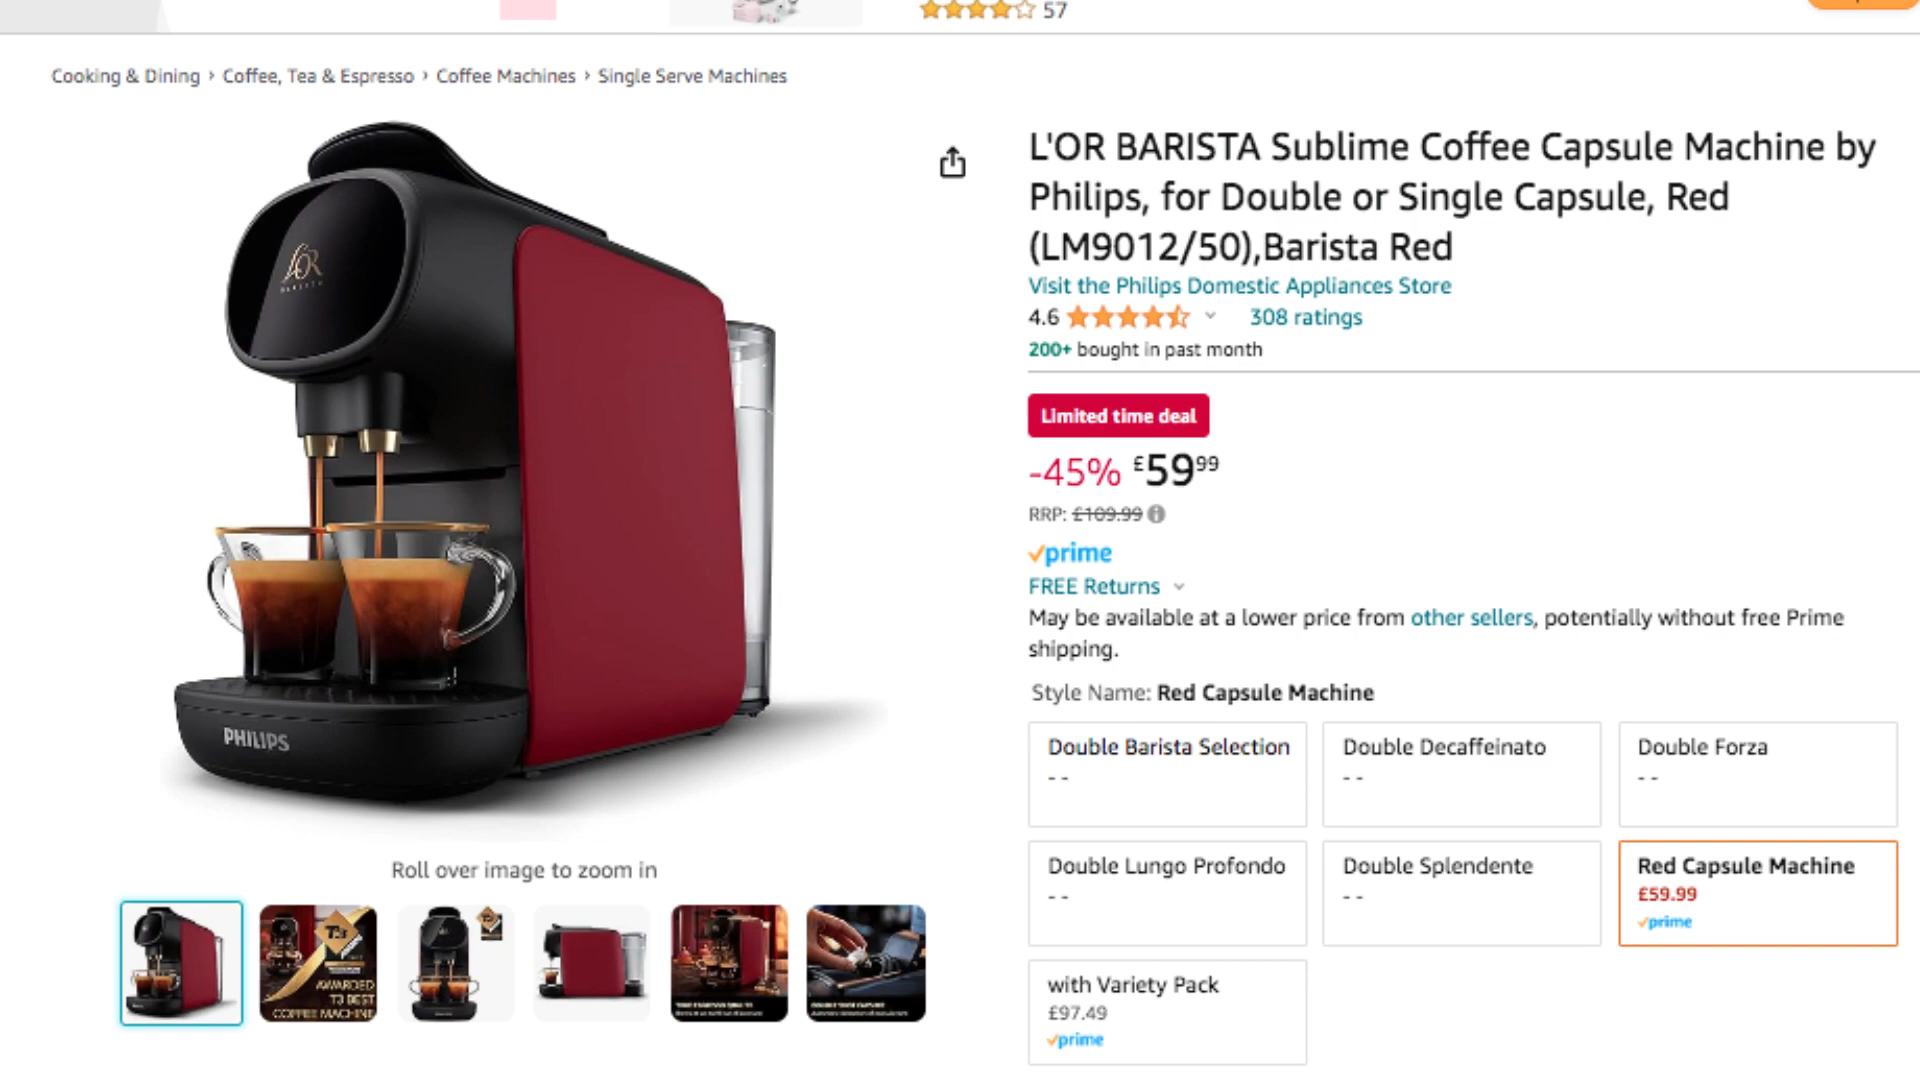 57
Cooking & Dining › Coffee, Tea & Espresso › Coffee Machines › Single Serve Machines
L'OR
PHILIPS
Roll over image to zoom in
T3
AWARDED
T3 BEST
COFFEE MACHINE
L'OR BARISTA Sublime Coffee Capsule Machine by
Philips, for Double or Single Capsule, Red
(LM9012/50),Barista Red
Visit the Philips Domestic Appliances Store
4.6 308 ratings
200+ bought in past month
Limited time deal
-45% £5999
RRP: £109.99
prime
FREE Returns
May be available at a lower price from other sellers, potentially without free Prime
shipping.
Style Name: Red Capsule Machine
Double Barista Selection
- -
Double Decaffeinato
- -
Double Forza
- -
Double Lungo Profondo
- -
Double Splendente
- -
Red Capsule Machine
£59.99
prime
with Variety Pack
£97.49
prime